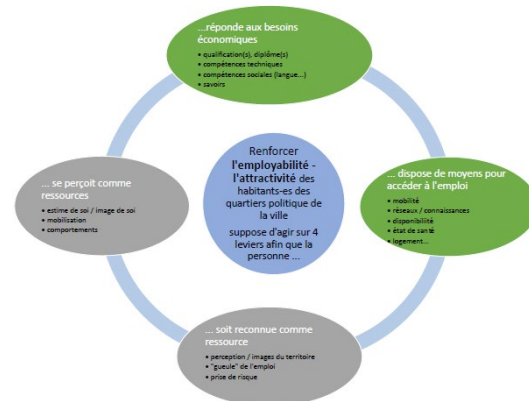 ...réponde aux besoins
économiques
• qualification(s), diplôme(s)
• compétences techniques
• compétences sociales (langue...)
• savoirs
Renforcer
l'employabilité -
l'attractivité des
habitants-es des
quartiers politique de
la ville
suppose d'agir sur 4
leviers afin que la
personne ...
... dispose de moyens pour
accéder à l'emploi
• mobilité
• réseaux / connaissances
• disponibilité
• état de santé
• logement...
... soit reconnue comme
ressource
• perception / images du territoire
• "gueule" de l'emploi
• prise de risque
... se perçoit comme
ressources
• estime de soi / image de soi
• mobilisation
• comportements